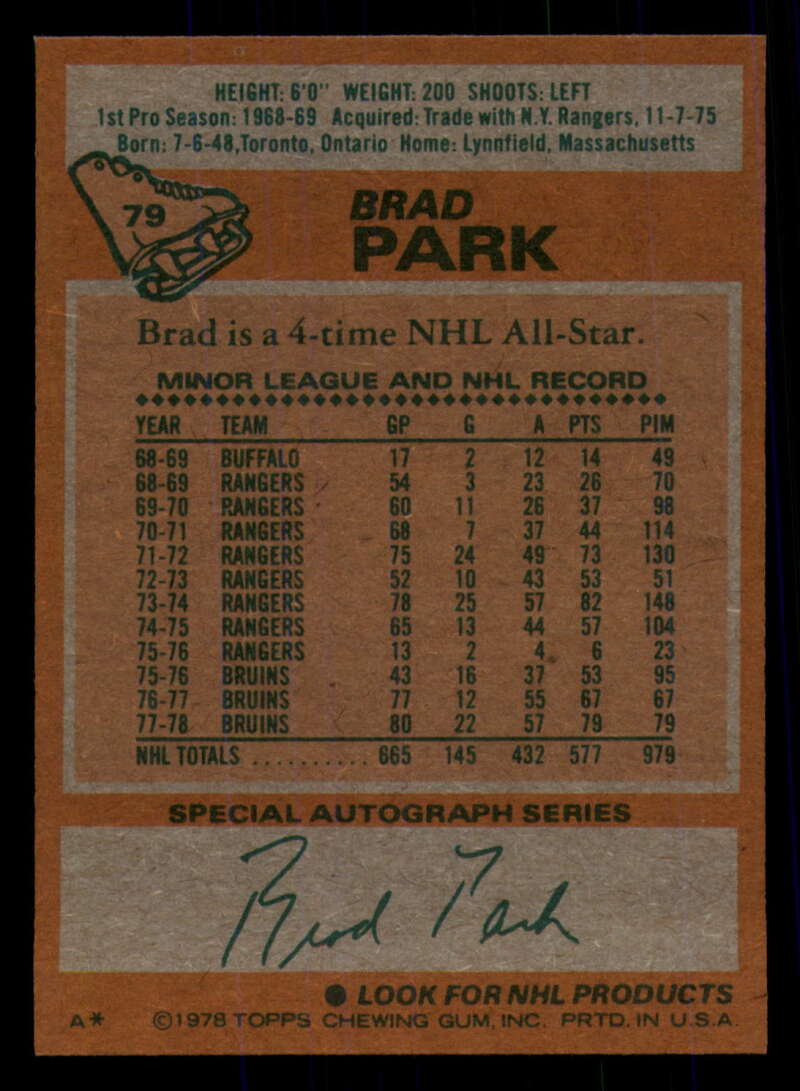 HEIGHT: 6'0" WEIGHT: 200 SHOOTS: LEFT
1st Pro Season: 1968-69 Acquired: Trade with N.Y. Rangers, 11-7-75
Born: 7-6-48, Toronto, Ontario Home: Lynnfield, Massachusetts
79
BRAD
PARK
Brad is a 4-time NHL All-Star.
MINOR LEAGUE AND NHL RECORD
YEAR TEAM GP G A PTS PIM
68-69 BUFFALO 17 2 12 14 49
68-69 RANGERS 54 3 23 26 70
69-70 RANGERS 60 11 26 37 98
70-71 RANGERS 68 7 37 44 114
71-72 RANGERS 75 24 49 73 130
72-73 RANGERS 52 10 43 53 51
73-74 RANGERS 78 25 57 82 148
74-75 RANGERS 65 13 44 57 104
75-76 RANGERS 13 2 4 6 23
75-76 BRUINS 43 16 37 53 95
76-77 BRUINS 77 12 55 67 67
77-78 BRUINS 80 22 57 79 79
NHL TOTALS .......... 665 145 432 577 979
SPECIAL AUTOGRAPH SERIES
Brad Park
● LOOK FOR NHL PRODUCTS
A* ©1978 TOPPS CHEWING GUM, INC. PRTD. IN U.S.A.